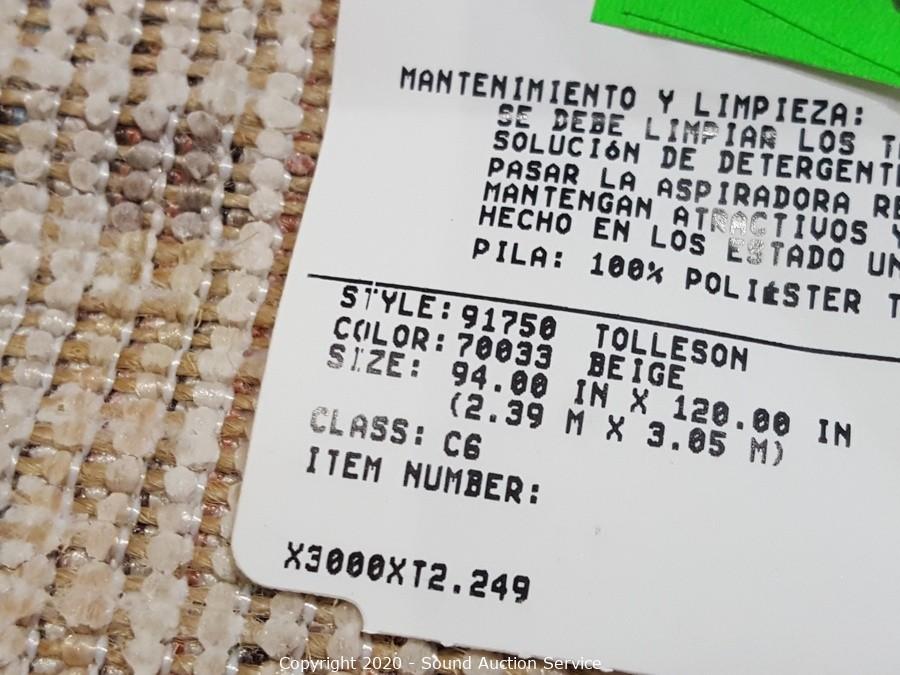 MANTENIMIENTO Y LIMPIEZA:
SE DEBE LIMPIAR LOS
SOLUCIÓN DE DETERGENT
PASAR LA ASPIRADORA RE
MANTENGAN ATRACTIVOS Y
HECHO EN LOS ESTADO UN
PILA: 100% POLIÉSTER T
STYLE: 91750 TOLLESON
COLOR: 70033 BEIGE
SIZE: 94.00 IN X 120.00 IN
(2.39 M X 3.05 M)
CLASS: C6
ITEM NUMBER:
X3000XT2.249
Copyright 2020 - Sound Auction Service